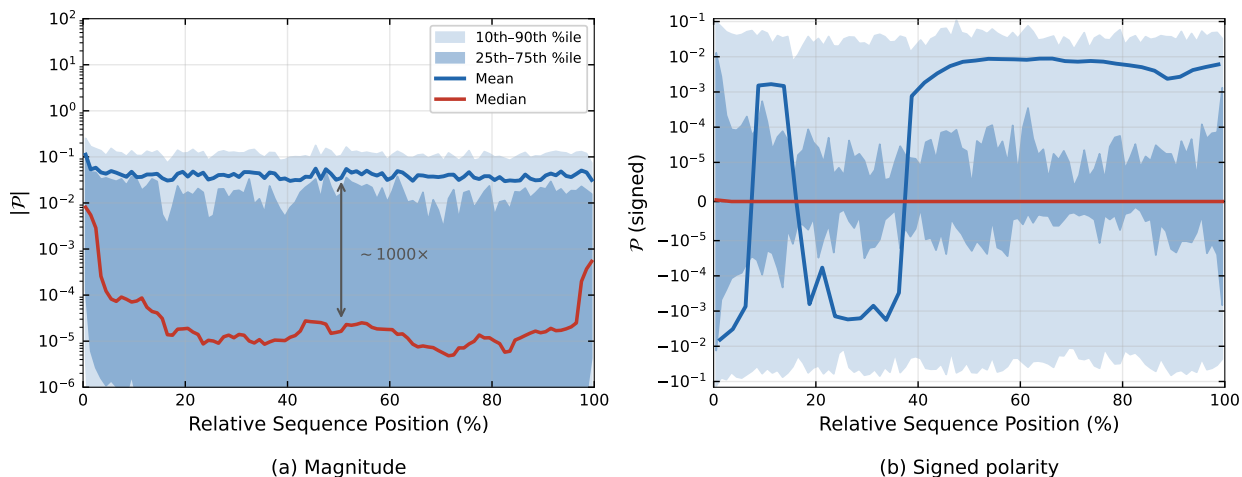 10²
10¹
10⁰
10⁻¹
10⁻²
10⁻³
10⁻⁴
10⁻⁵
10⁻⁶
|𝒫|
10th–90th %ile
25th–75th %ile
Mean
Median
~ 1000×
0 20 40 60 80 100
Relative Sequence Position (%)
(a) Magnitude
10⁻¹
10⁻²
10⁻³
10⁻⁴
10⁻⁵
0
−10⁻⁵
−10⁻⁴
−10⁻³
−10⁻²
−10⁻¹
𝒫 (signed)
0 20 40 60 80 100
Relative Sequence Position (%)
(b) Signed polarity